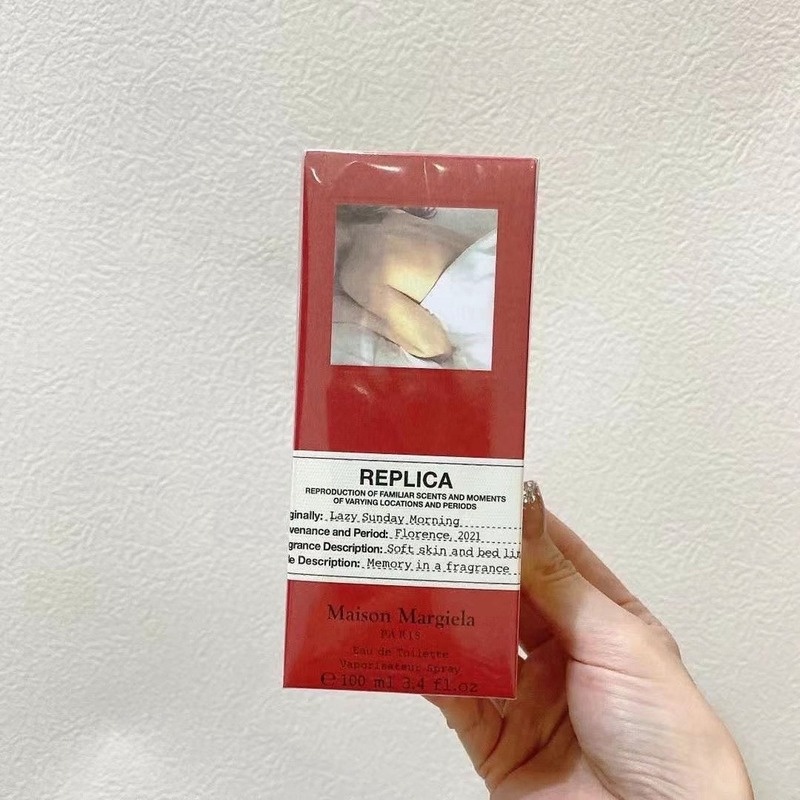 REPLICA
REPRODUCTION OF FAMILIAR SCENTS AND MOMENTS
OF VARYING LOCATIONS AND PERIODS
ginally: Lazy Sunday Morning
venance and Period: Florence, 2021
grance Description: Soft skin and bed lin
le Description: Memory in a fragrance
Maison Margiela
PARIS
Eau de Toilette
Vaporisateur Spray
℮ 100 ml 3.4 fl.oz